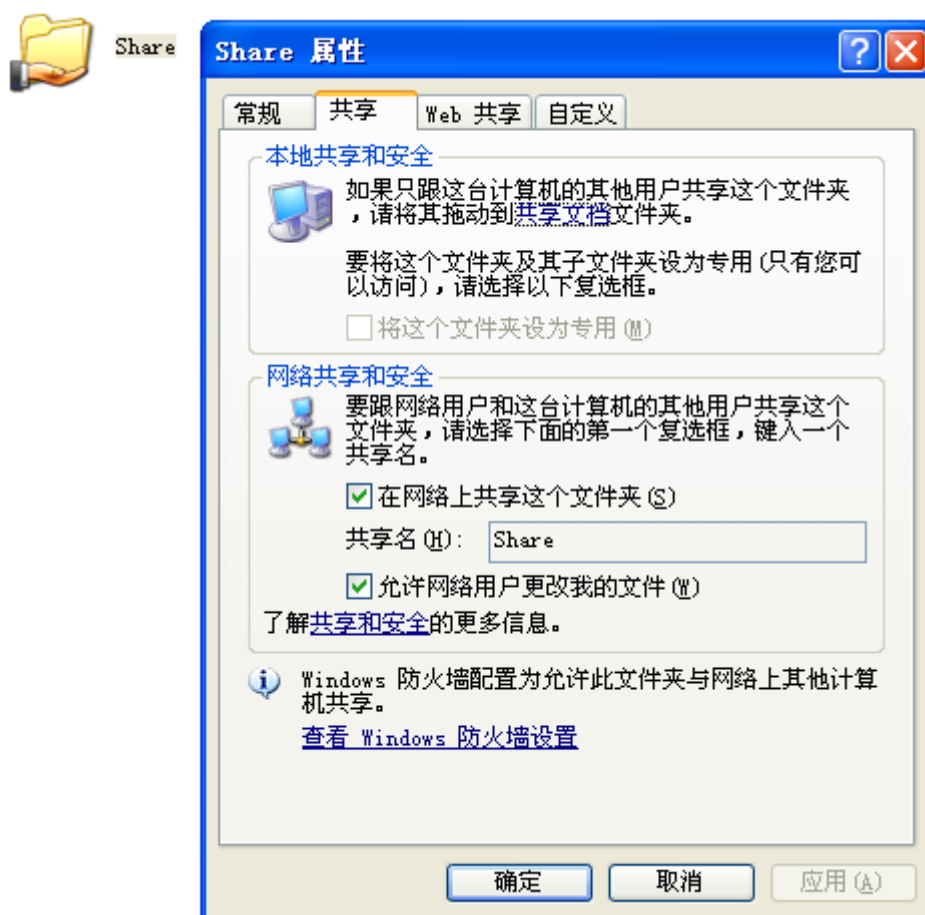 Share
Share 属性
常规
共享
Web 共享
自定义
本地共享和安全
如果只跟这台计算机的其他用户共享这个文件夹
，请将其拖动到共享文档文件夹。
要将这个文件夹及其子文件夹设为专用(只有您可
以访问)，请选择以下复选框。
将这个文件夹设为专用(M)
网络共享和安全
要跟网络用户和这台计算机的其他用户共享这个
文件夹，请选择下面的第一个复选框，键入一个
共享名。
在网络上共享这个文件夹(S)
共享名(H): Share
允许网络用户更改我的文件(W)
了解共享和安全的更多信息。
Windows 防火墙配置为允许此文件夹与网络上其他计算
机共享。
查看 Windows 防火墙设置
确定
取消
应用(A)